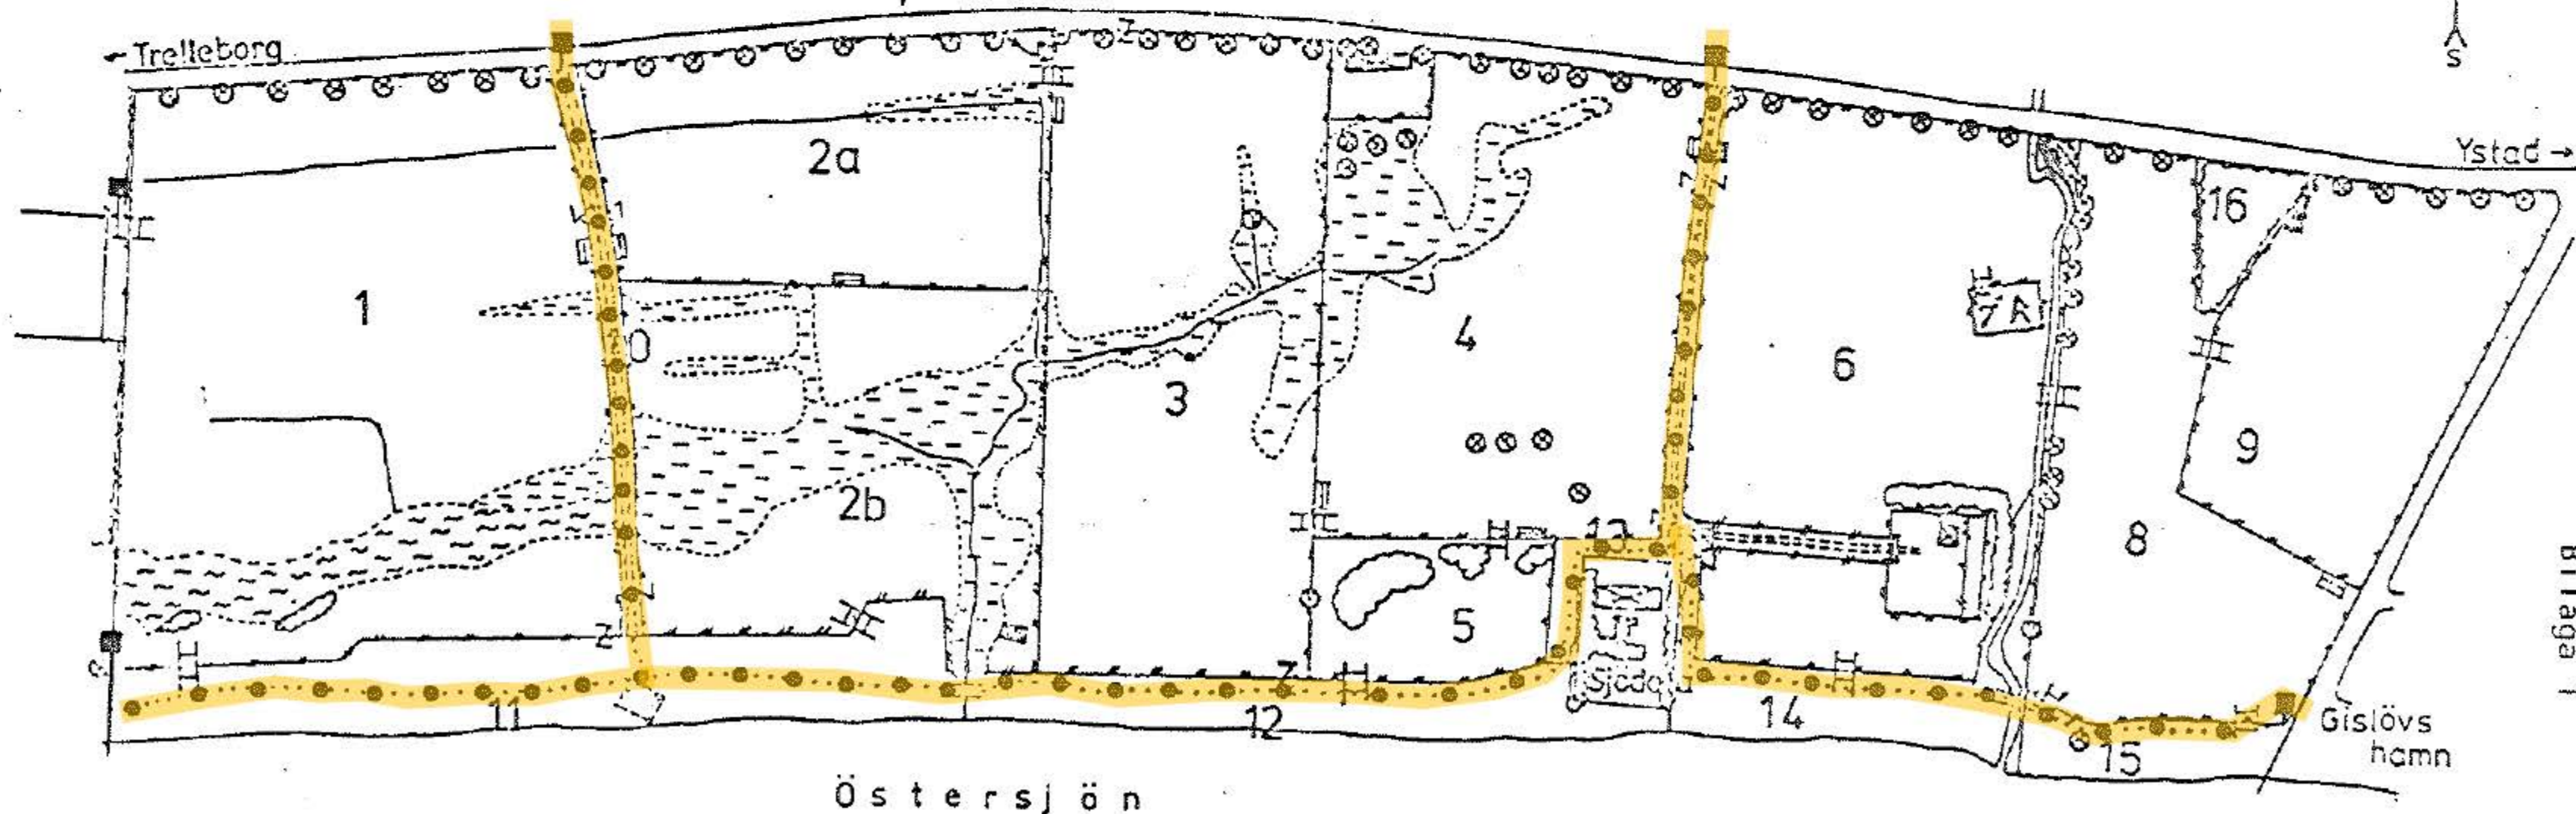 ← Trelleborg
S
Ystad →
2a
16
1
7A
4
6
3
9
2b
8
13
5
Bilaga 1
11
12
14
15
Gislövs
hamn
Östersjön